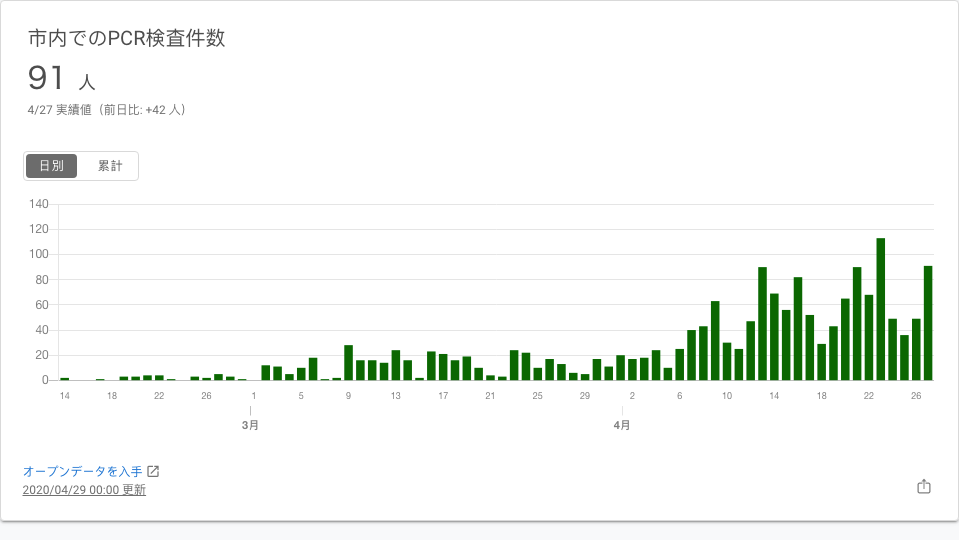 市内でのPCR検査件数
91 人
4/27 実績値（前日比: +42 人）
日別 累計
140
120
100
80
60
40
20
0
14 18 22 26 1 5 9 13 17 21 25 29 2 6 10 14 18 22 26
3月 4月
オープンデータを入手
2020/04/29 00:00 更新